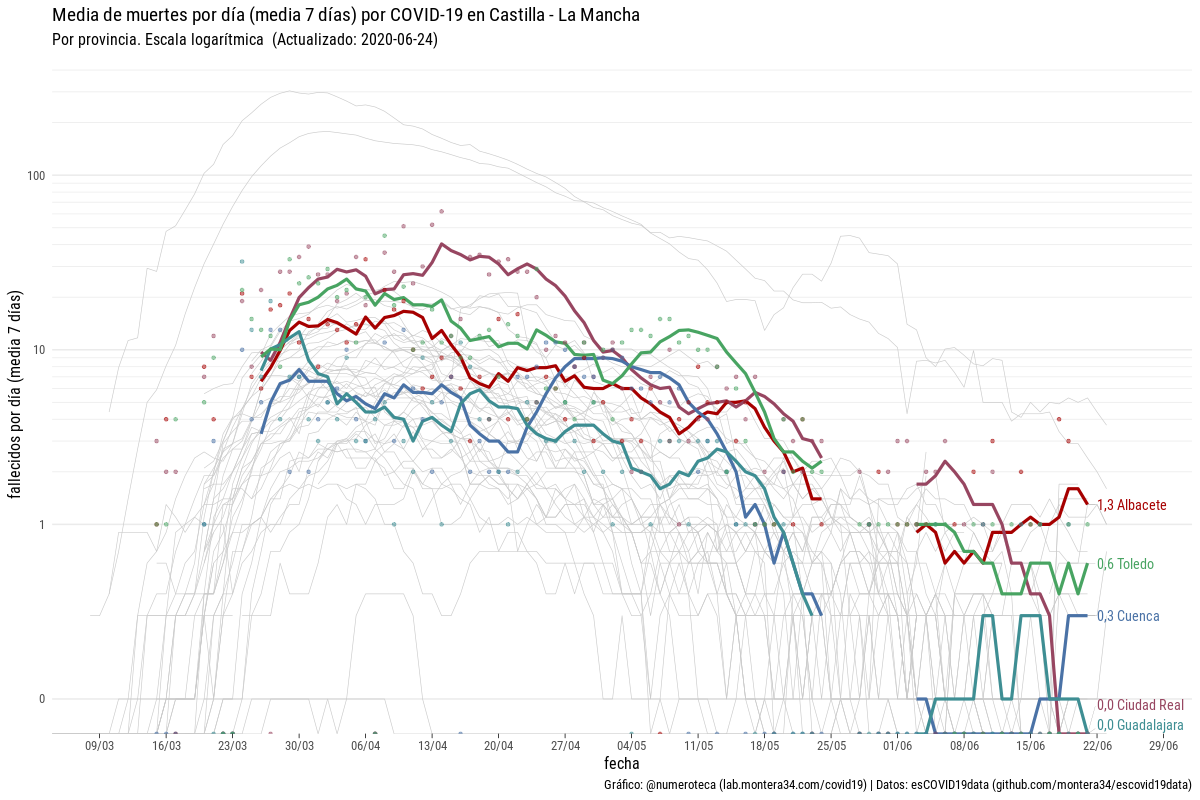 Media de muertes por día (media 7 días) por COVID-19 en Castilla - La Mancha
Por provincia. Escala logarítmica  (Actualizado: 2020-06-24)
fallecidos por día (media  7 días)
100
10
1
0
1,3 Albacete
0,6 Toledo
0,3 Cuenca
0,0 Ciudad Real
0,0 Guadalajara
09/03 16/03 23/03 30/03 06/04 13/04 20/04 27/04 04/05 11/05 18/05 25/05 01/06 08/06 15/06 22/06 29/06
fecha
Gráfico: @numeroteca (lab.montera34.com/covid19) | Datos: esCOVID19data (github.com/montera34/escovid19data)